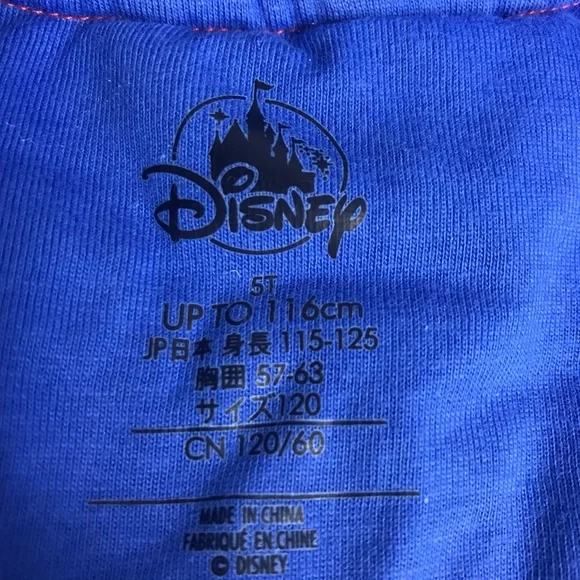 Disney
5T
UP TO 116cm
JP日本 身長 115-125
胸囲 57-63
サイズ120
CN 120/60
MADE IN CHINA
FABRIQUÉ EN CHINE
© DISNEY